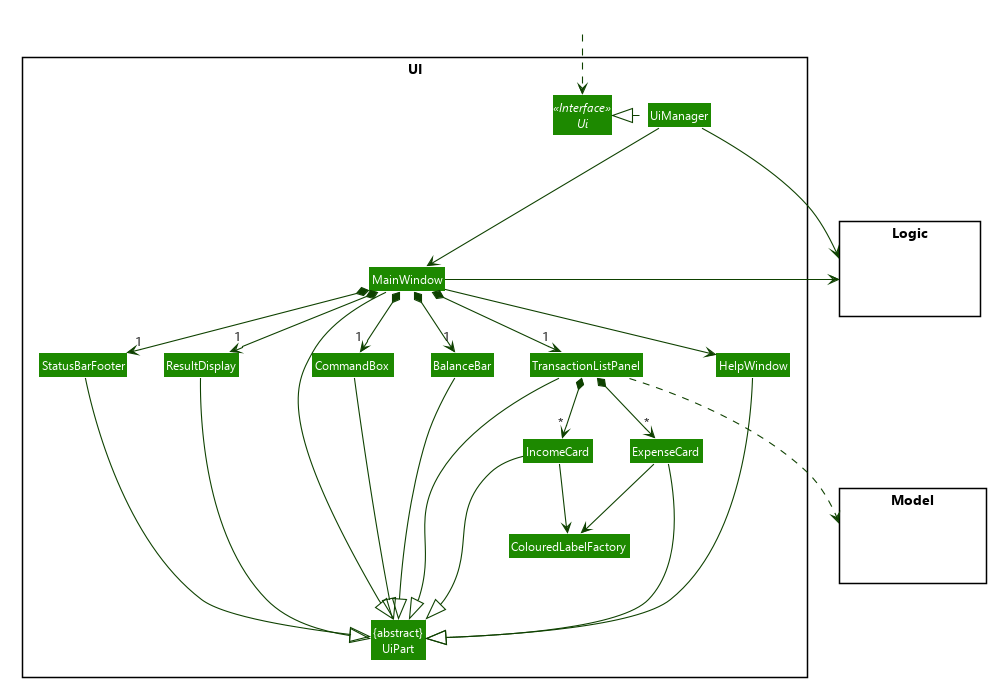 UI
«Interface»
Ui
UiManager
Logic
MainWindow
1
1
1
1
1
StatusBarFooter
ResultDisplay
CommandBox
BalanceBar
TransactionListPanel
HelpWindow
*
*
IncomeCard
ExpenseCard
Model
ColouredLabelFactory
{abstract}
UiPart